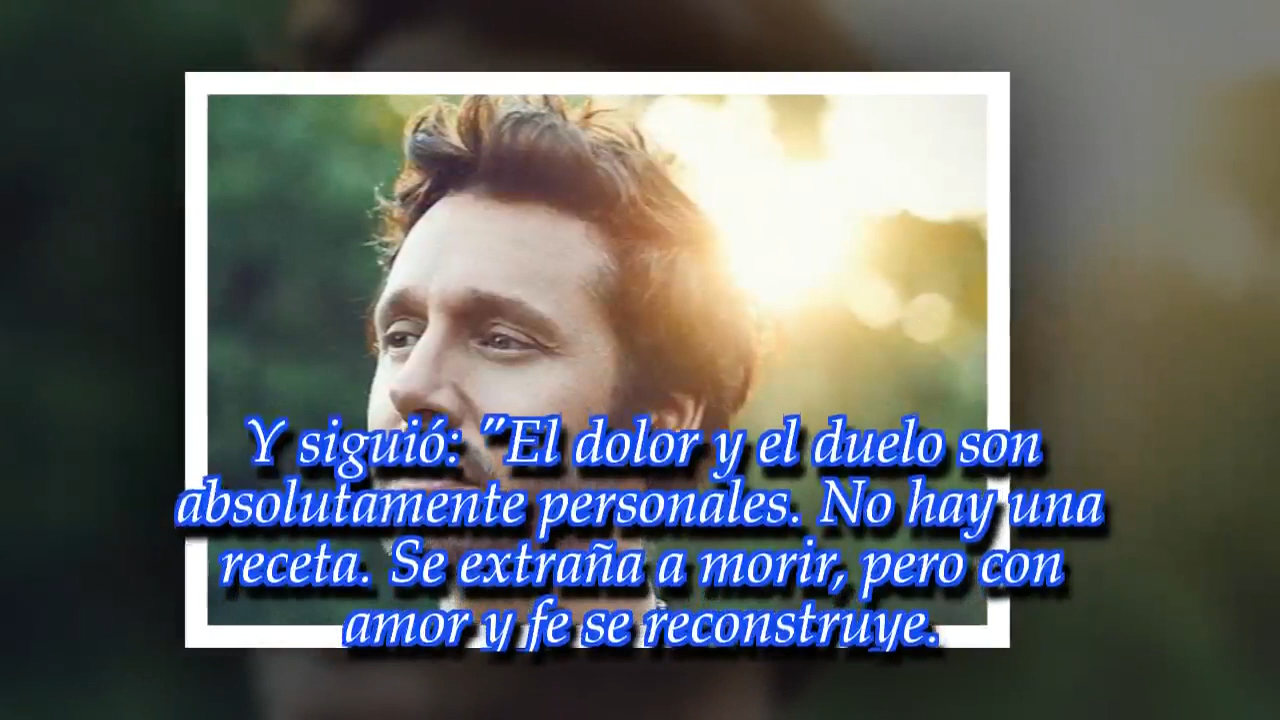 Y siguió: "El dolor y el duelo son
absolutamente personales. No hay una
receta. Se extraña a morir, pero con
amor y fe se reconstruye.